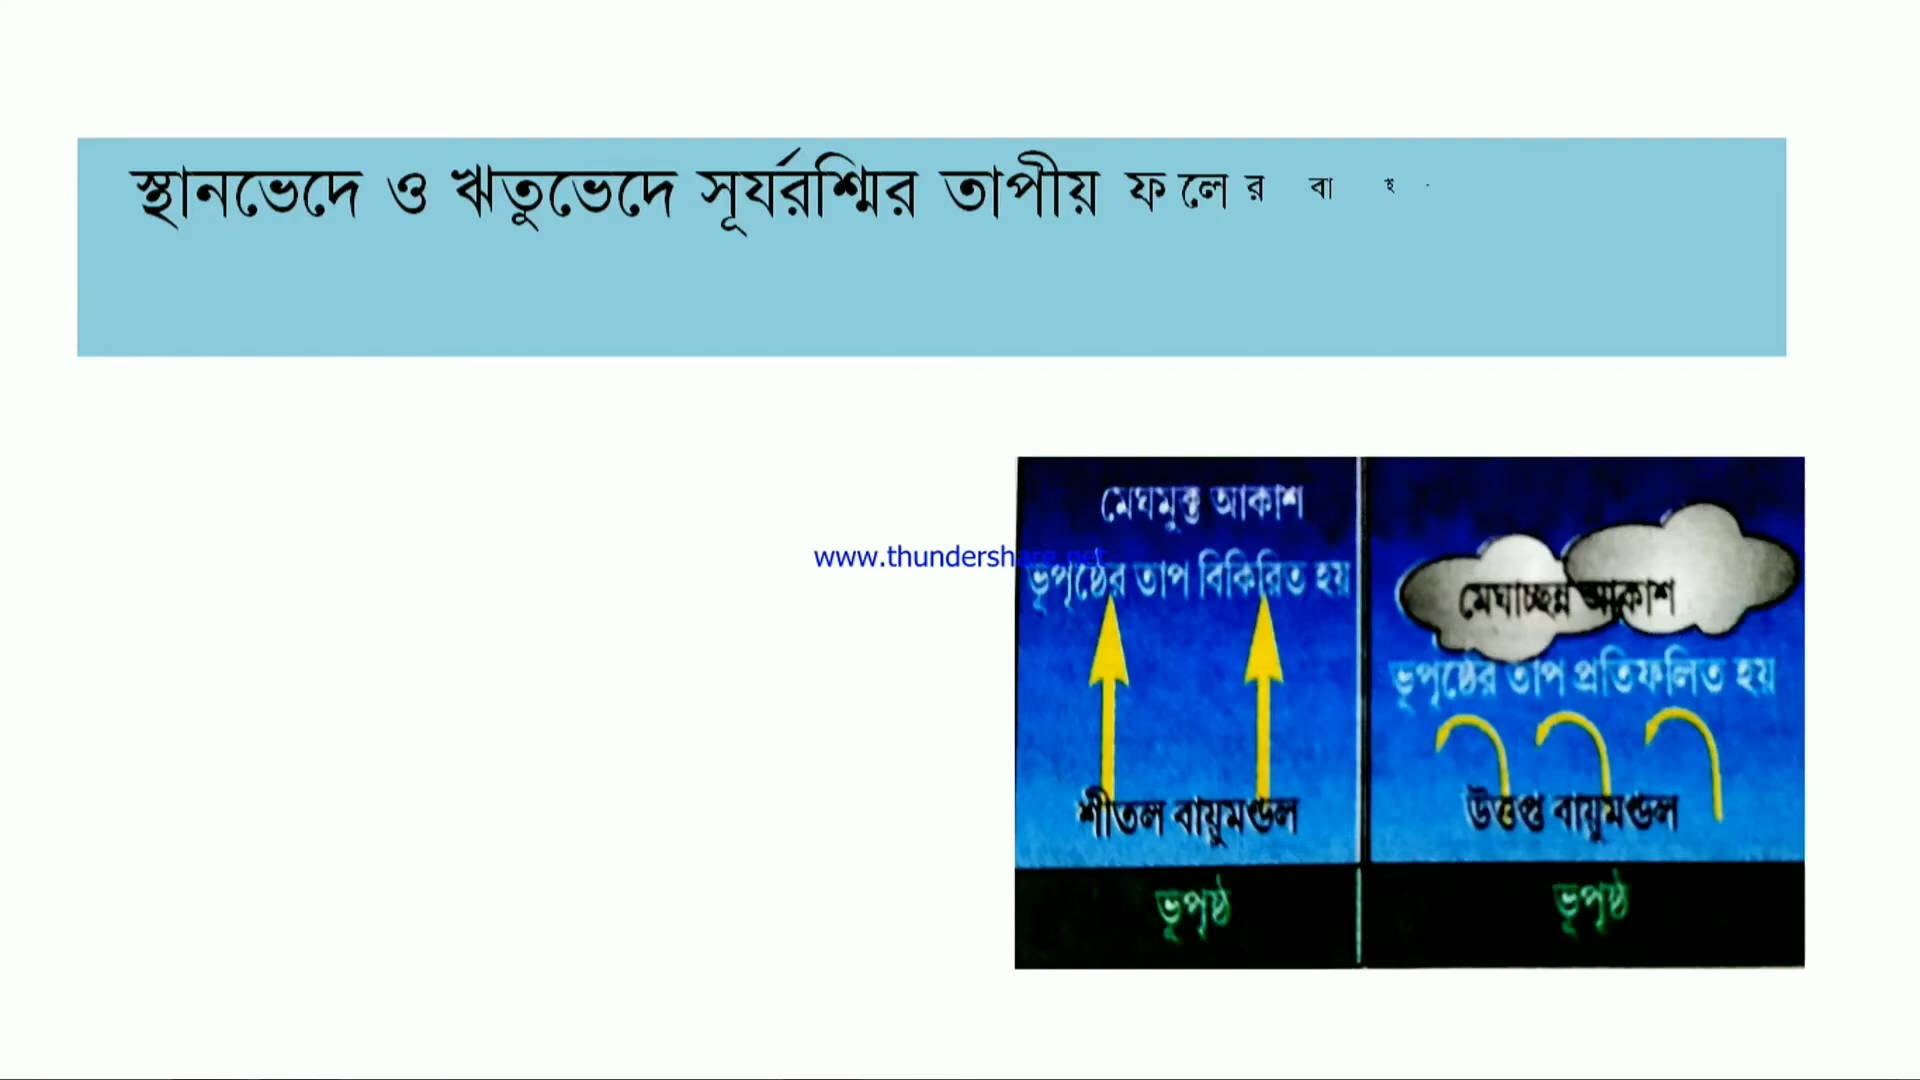 স্থানভেদে ও ঋতুভেদে সূর্যরশ্মির তাপীয় ফলের বা
www.thundershare.net
মেঘমুক্ত আকাশ
ভূপৃষ্ঠের তাপ বিকিরিত হয়
শীতল বায়ুমণ্ডল
ভূপৃষ্ঠ
মেঘাচ্ছন্ন আকাশ
ভূপৃষ্ঠের তাপ প্রতিফলিত হয়
উত্তপ্ত বায়ুমণ্ডল
ভূপৃষ্ঠ